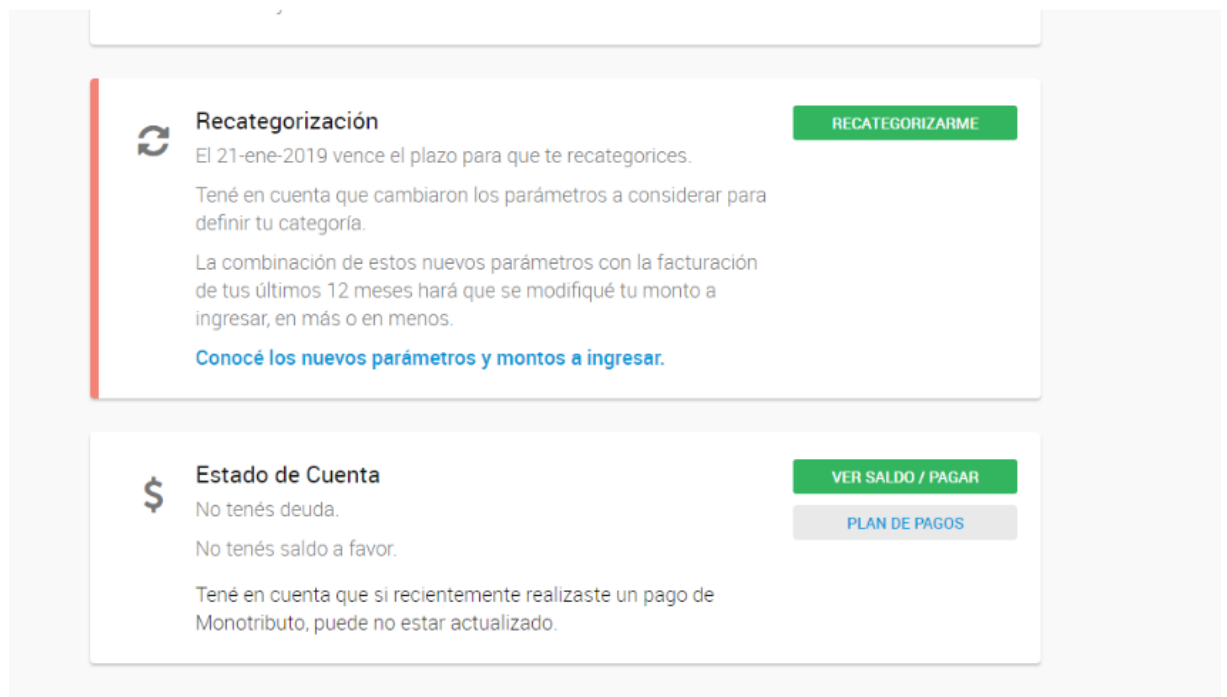 Recategorización
RECATEGORIZARME
El 21-ene-2019 vence el plazo para que te recategorices.
Tené en cuenta que cambiaron los parámetros a considerar para
definir tu categoría.
La combinación de estos nuevos parámetros con la facturación
de tus últimos 12 meses hará que se modifiqué tu monto a
ingresar, en más o en menos.
Conocé los nuevos parámetros y montos a ingresar.
Estado de Cuenta
VER SALDO / PAGAR
No tenés deuda.
PLAN DE PAGOS
No tenés saldo a favor.
Tené en cuenta que si recientemente realizaste un pago de
Monotributo, puede no estar actualizado.